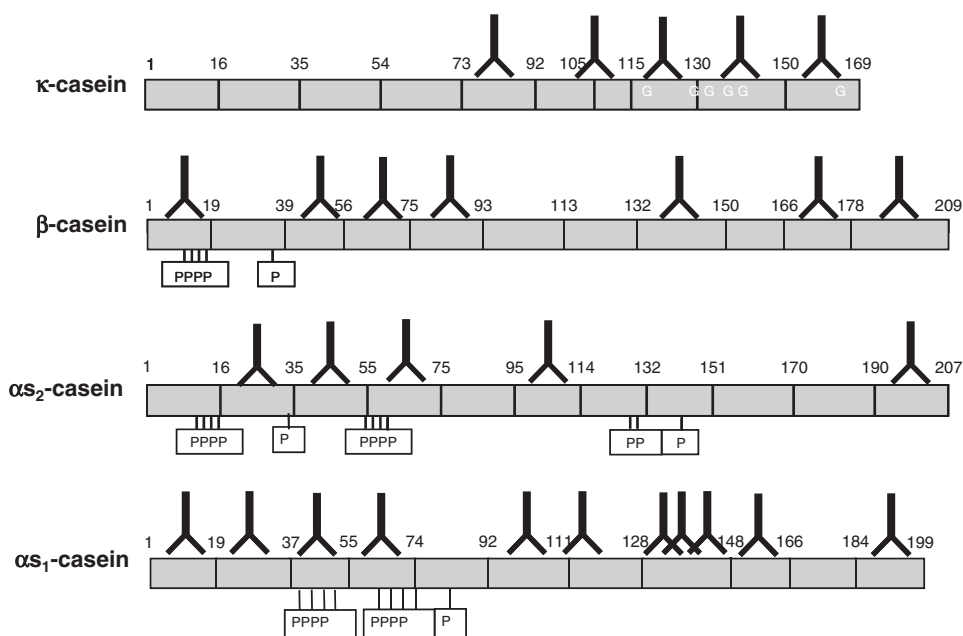 1 16 35 54 73 92 105 115 130 150 169
κ-casein
G G G G G G
1 19 39 56 75 93 113 132 150 166 178 209
β-casein
PPPP P
1 16 35 55 75 95 114 132 151 170 190 207
αs2-casein
PPPP P PPPP PP P
1 19 37 55 74 92 111 128 148 166 184 199
αs1-casein
PPPP PPPP P